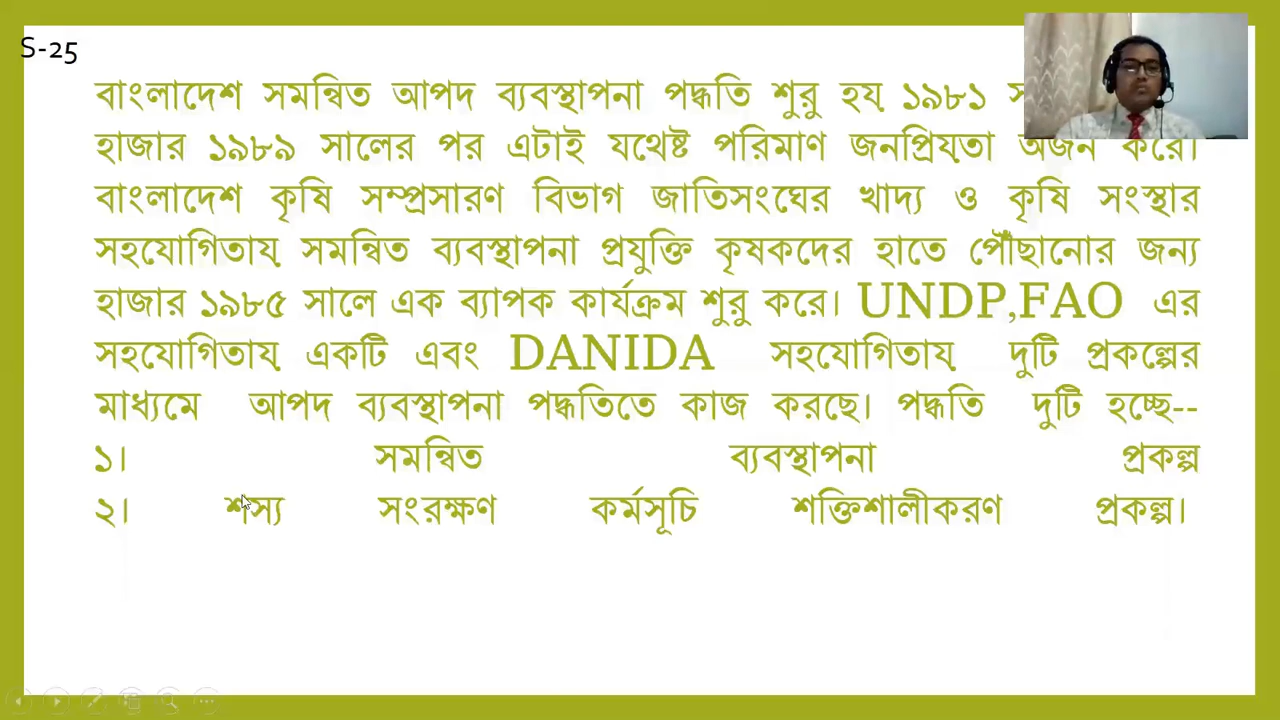 S-25
বাংলাদেশ সমন্বিত আপদ ব্যবস্থাপনা পদ্ধতি শুরু হয় ১৯৮১
হাজার ১৯৮৯ সালের পর এটাই যথেষ্ট পরিমাণ জনপ্রিয়তা অর্জন করে।
বাংলাদেশ কৃষি সম্প্রসারণ বিভাগ জাতিসংঘের খাদ্য ও কৃষি সংস্থার
সহযোগিতায় সমন্বিত ব্যবস্থাপনা প্রযুক্তি কৃষকদের হাতে পৌঁছানোর জন্য
হাজার ১৯৮৫ সালে এক ব্যাপক কার্যক্রম শুরু করে। UNDP,FAO এর
সহযোগিতায় একটি এবং DANIDA সহযোগিতায় দুটি প্রকল্পের
মাধ্যমে আপদ ব্যবস্থাপনা পদ্ধতিতে কাজ করছে। পদ্ধতি দুটি হচ্ছে--
১। সমন্বিত ব্যবস্থাপনা প্রকল্প
২। শস্য সংরক্ষণ কর্মসূচি শক্তিশালীকরণ প্রকল্প।